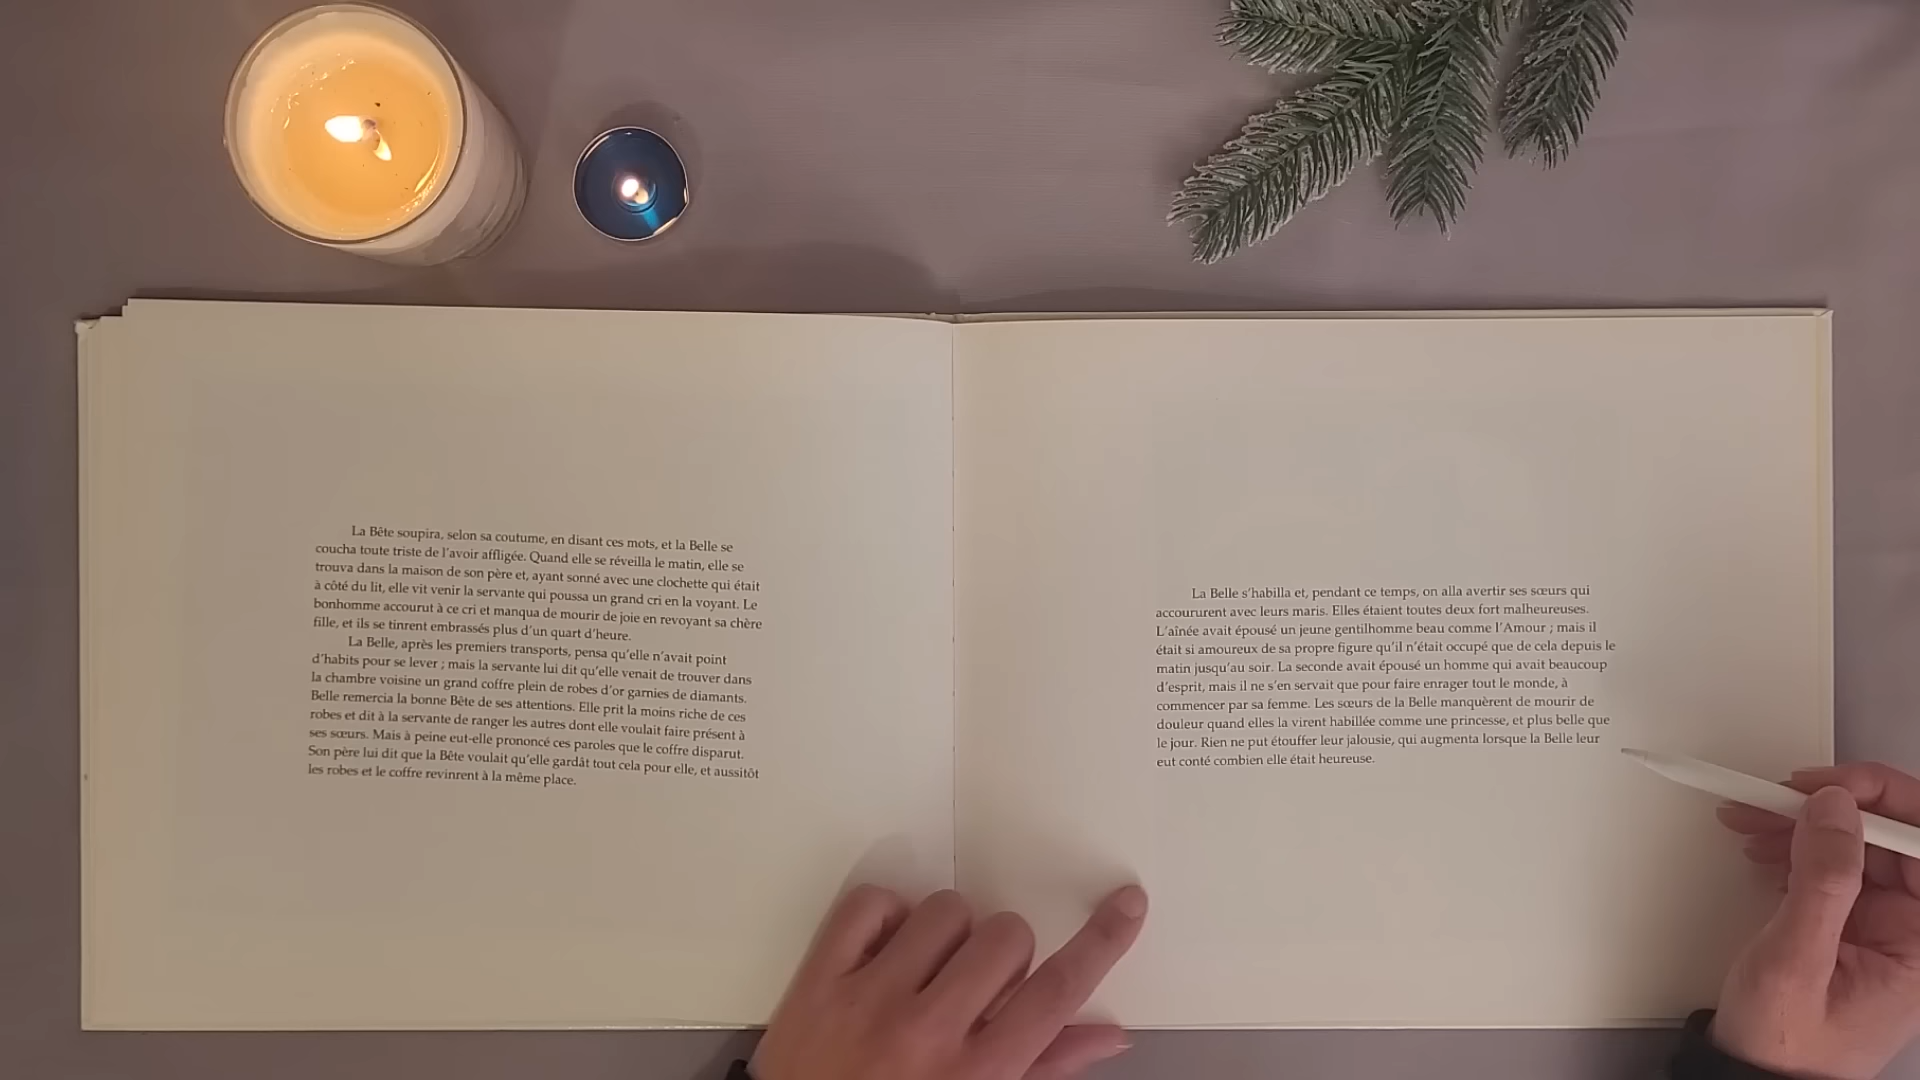 La Bête soupira, selon sa coutume, en disant ces mots, et la Belle se
coucha toute triste de l'avoir affligée. Quand elle se réveilla le matin, elle se
trouva dans la maison de son père et, ayant sonné avec une clochette qui était
à côté du lit, elle vit venir la servante qui poussa un grand cri en la voyant. Le
bonhomme accourut à ce cri et manqua de mourir de joie en revoyant sa chère
fille, et ils se tinrent embrassés plus d'un quart d'heure.
La Belle, après les premiers transports, pensa qu'elle n'avait point
d'habits pour se lever ; mais la servante lui dit qu'elle venait de trouver dans
la chambre voisine un grand coffre plein de robes d'or garnies de diamants.
Belle remercia la bonne Bête de ses attentions. Elle prit la moins riche de ces
robes et dit à la servante de ranger les autres dont elle voulait faire présent à
ses sœurs. Mais à peine eut-elle prononcé ces paroles que le coffre disparut.
Son père lui dit que la Bête voulait qu'elle gardât tout cela pour elle, et aussitôt
les robes et le coffre revinrent à la même place.
La Belle s'habilla et, pendant ce temps, on alla avertir ses sœurs qui
accoururent avec leurs maris. Elles étaient toutes deux fort malheureuses.
L'aînée avait épousé un jeune gentilhomme beau comme l'Amour ; mais il
était si amoureux de sa propre figure qu'il n'était occupé que de cela depuis le
matin jusqu'au soir. La seconde avait épousé un homme qui avait beaucoup
d'esprit, mais il ne s'en servait que pour faire enrager tout le monde, à
commencer par sa femme. Les sœurs de la Belle manquèrent de mourir de
douleur quand elles la virent habillée comme une princesse, et plus belle que
le jour. Rien ne put étouffer leur jalousie, qui augmenta lorsque la Belle leur
eut conté combien elle était heureuse.